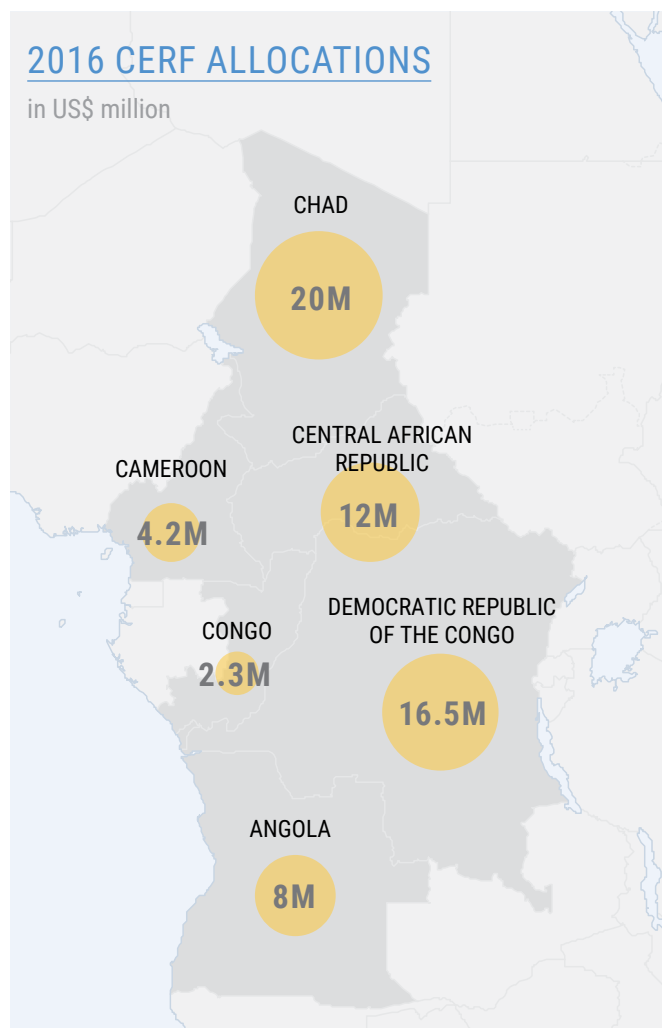 2016 CERF ALLOCATIONS
in US$ million
CHAD
20M
CENTRAL AFRICAN
REPUBLIC
12M
CAMEROON
4.2M
DEMOCRATIC REPUBLIC
OF THE CONGO
16.5M
CONGO
2.3M
ANGOLA
8M